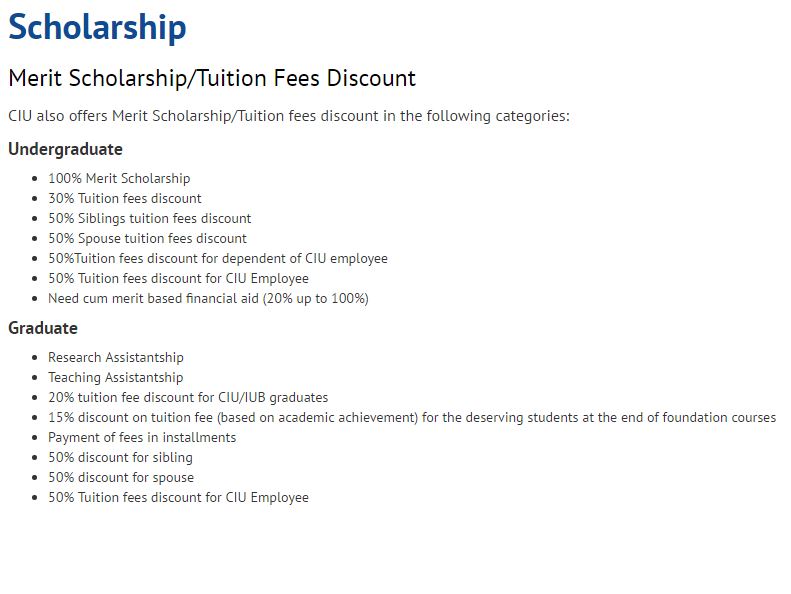 Scholarship
Merit Scholarship/Tuition Fees Discount
CIU also offers Merit Scholarship/Tuition fees discount in the following categories:
Undergraduate
100% Merit Scholarship
30% Tuition fees discount
50% Siblings tuition fees discount
50% Spouse tuition fees discount
50%Tuition fees discount for dependent of CIU employee
50% Tuition fees discount for CIU Employee
Need cum merit based financial aid (20% up to 100%)
Graduate
Research Assistantship
Teaching Assistantship
20% tuition fee discount for CIU/IUB graduates
15% discount on tuition fee (based on academic achievement) for the deserving students at the end of foundation courses
Payment of fees in installments
50% discount for sibling
50% discount for spouse
50% Tuition fees discount for CIU Employee